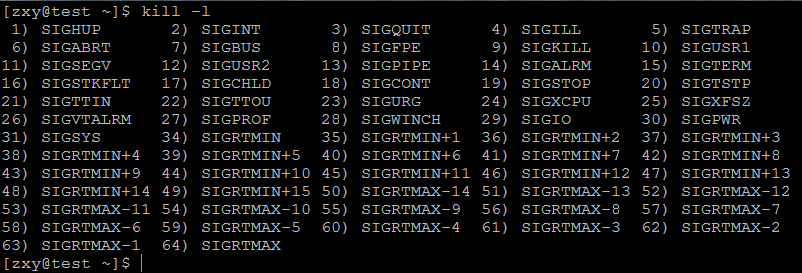 [zxy@test ~]$ kill -l
 1) SIGHUP       2) SIGINT       3) SIGQUIT      4) SIGILL       5) SIGTRAP
 6) SIGABRT      7) SIGBUS       8) SIGFPE       9) SIGKILL     10) SIGUSR1
11) SIGSEGV     12) SIGUSR2     13) SIGPIPE     14) SIGALRM     15) SIGTERM
16) SIGSTKFLT   17) SIGCHLD     18) SIGCONT     19) SIGSTOP     20) SIGTSTP
21) SIGTTIN     22) SIGTTOU     23) SIGURG      24) SIGXCPU     25) SIGXFSZ
26) SIGVTALRM   27) SIGPROF     28) SIGWINCH    29) SIGIO       30) SIGPWR
31) SIGSYS      34) SIGRTMIN    35) SIGRTMIN+1  36) SIGRTMIN+2  37) SIGRTMIN+3
38) SIGRTMIN+4  39) SIGRTMIN+5  40) SIGRTMIN+6  41) SIGRTMIN+7  42) SIGRTMIN+8
43) SIGRTMIN+9  44) SIGRTMIN+10 45) SIGRTMIN+11 46) SIGRTMIN+12 47) SIGRTMIN+13
48) SIGRTMIN+14 49) SIGRTMIN+15 50) SIGRTMAX-14 51) SIGRTMAX-13 52) SIGRTMAX-12
53) SIGRTMAX-11 54) SIGRTMAX-10 55) SIGRTMAX-9  56) SIGRTMAX-8  57) SIGRTMAX-7
58) SIGRTMAX-6  59) SIGRTMAX-5  60) SIGRTMAX-4  61) SIGRTMAX-3  62) SIGRTMAX-2
63) SIGRTMAX-1  64) SIGRTMAX
[zxy@test ~]$